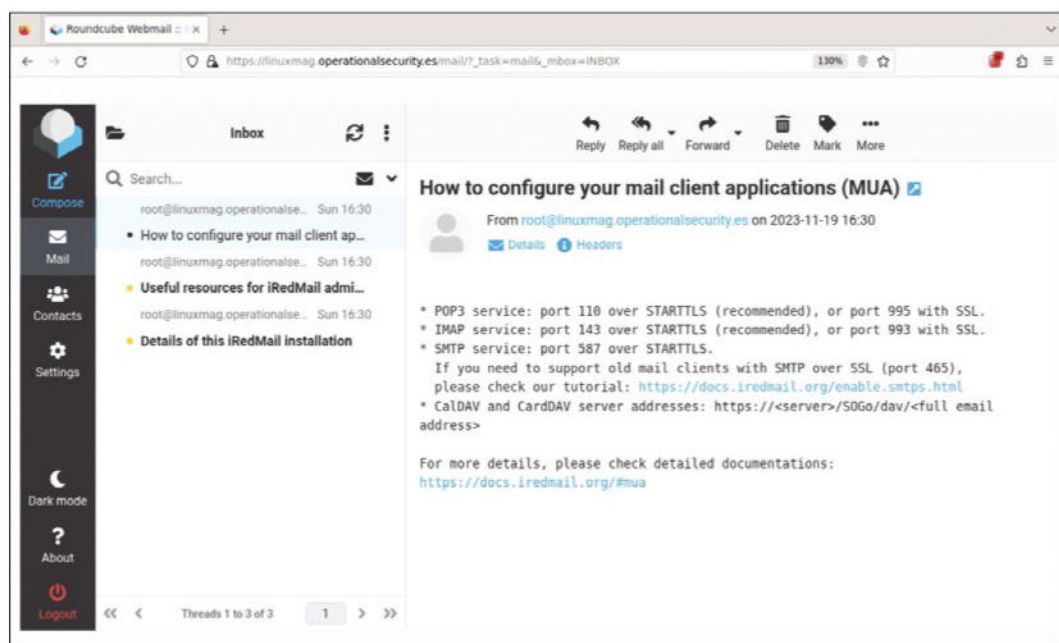 Roundcube Webmail :: I
https://linuxmag.operationalsecurity.es/mail/?_task=mail&_mbox=INBOX
130%
Compose
Mail
Contacts
Settings
Dark mode
About
Logout
Inbox
Search...
root@linuxmag.operationalse... Sun 16:30
• How to configure your mail client ap...
root@linuxmag.operationalse... Sun 16:30
Useful resources for iRedMail admi...
root@linuxmag.operationalse... Sun 16:30
Details of this iRedMail installation
Threads 1 to 3 of 3
1
Reply Reply all Forward Delete Mark More
How to configure your mail client applications (MUA)
From root@linuxmag.operationalsecurity.es on 2023-11-19 16:30
Details Headers
* POP3 service: port 110 over STARTTLS (recommended), or port 995 with SSL.
* IMAP service: port 143 over STARTTLS (recommended), or port 993 with SSL.
* SMTP service: port 587 over STARTTLS.
If you need to support old mail clients with SMTP over SSL (port 465),
please check our tutorial: https://docs.iredmail.org/enable.smtps.html
* CalDAV and CardDAV server addresses: https://<server>/SOGo/dav/<full email
address>
For more details, please check detailed documentations:
https://docs.iredmail.org/#mua